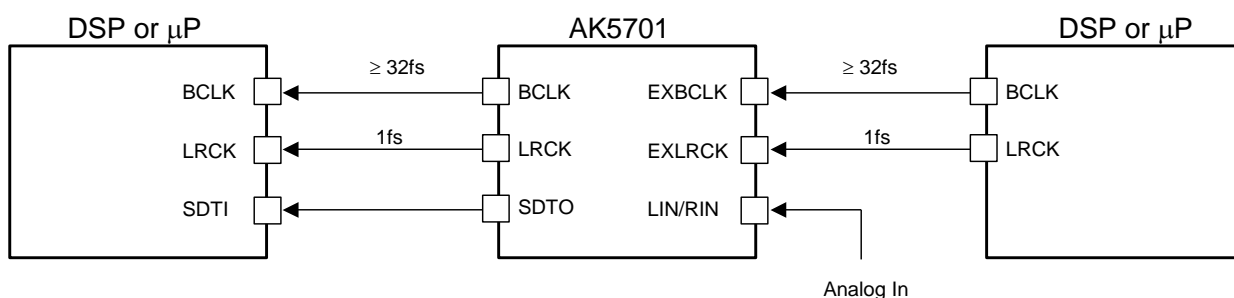 DSP or μP AK5701 DSP or μP
≥ 32fs ≥ 32fs
BCLK BCLK EXBCLK BCLK
1fs 1fs
LRCK LRCK EXLRCK LRCK
SDTI SDTO LIN/RIN
Analog In